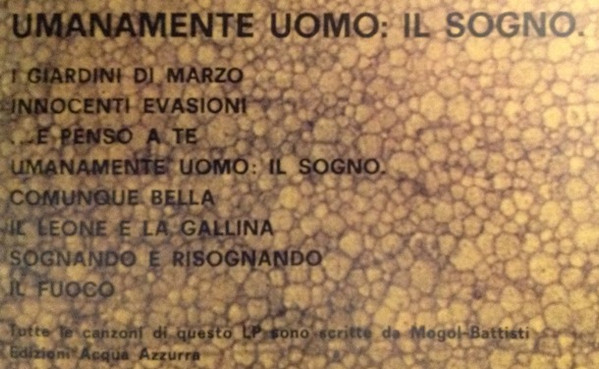 UMANAMENTE UOMO: IL SOGNO.
I GIARDINI DI MARZO
INNOCENTI EVASIONI
...E PENSO A TE
UMANAMENTE UOMO: IL SOGNO.
COMUNQUE BELLA
IL LEONE E LA GALLINA
SOGNANDO E RISOGNANDO
IL FUOCO
Tutte le canzoni di questo LP sono scritte da Mogol-Battisti
Edizioni Acqua Azzurra